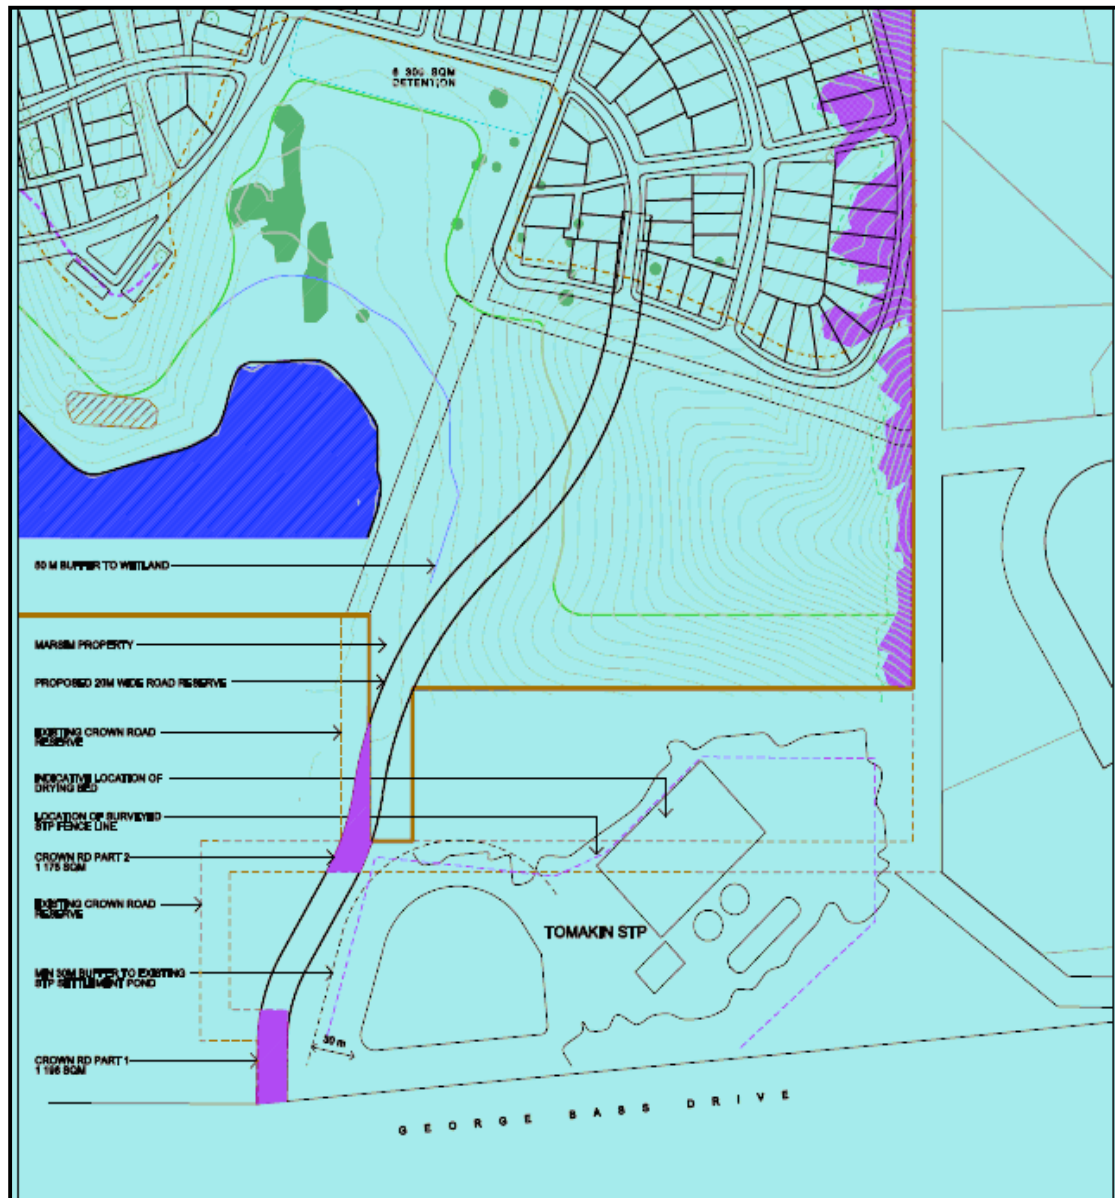 6 300 SQM
DETENTION
50 M BUFFER TO WETLAND
MARSIM PROPERTY
PROPOSED 20M WIDE ROAD RESERVE
EXISTING CROWN ROAD
RESERVE
INDICATIVE LOCATION OF
DRYING BED
LOCATION OF SURVEYED
STP FENCE LINE
CROWN RD PART 2
1 175 SQM
EXISTING CROWN ROAD
RESERVE
TOMAKIN STP
MIN 30M BUFFER TO EXISTING
STP SETTLEMENT POND
30 m
CROWN RD PART 1
1 196 SQM
GEORGE BASS DRIVE